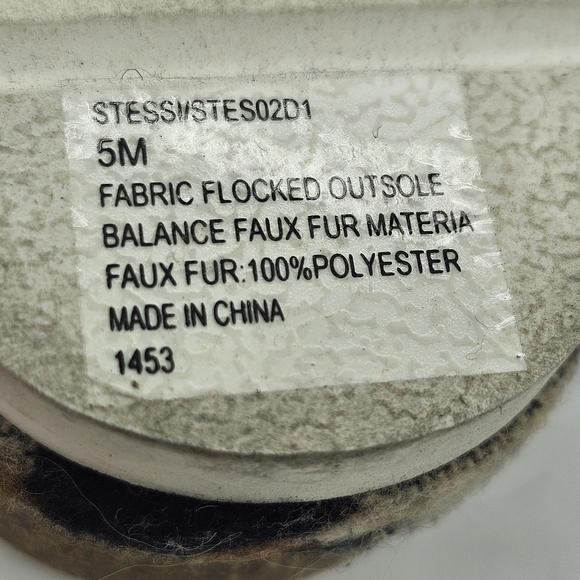 STESSI/STES02D1
5M
FABRIC FLOCKED OUTSOLE
BALANCE FAUX FUR MATERIA
FAUX FUR:100%POLYESTER
MADE IN CHINA
1453